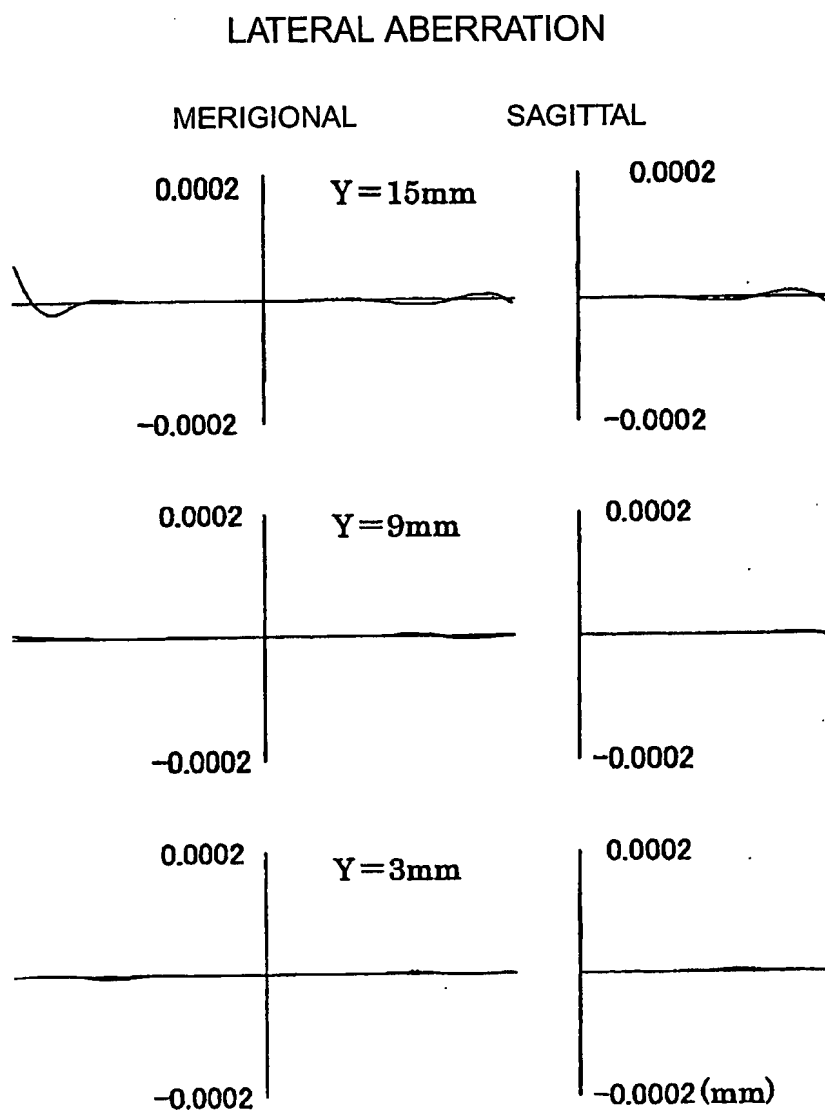 LATERAL ABERRATION
MERIGIONAL SAGITTAL
0.0002 Y=15mm 0.0002
-0.0002 -0.0002
0.0002 Y=9mm 0.0002
-0.0002 -0.0002
0.0002 Y=3mm 0.0002
-0.0002 -0.0002 (mm)